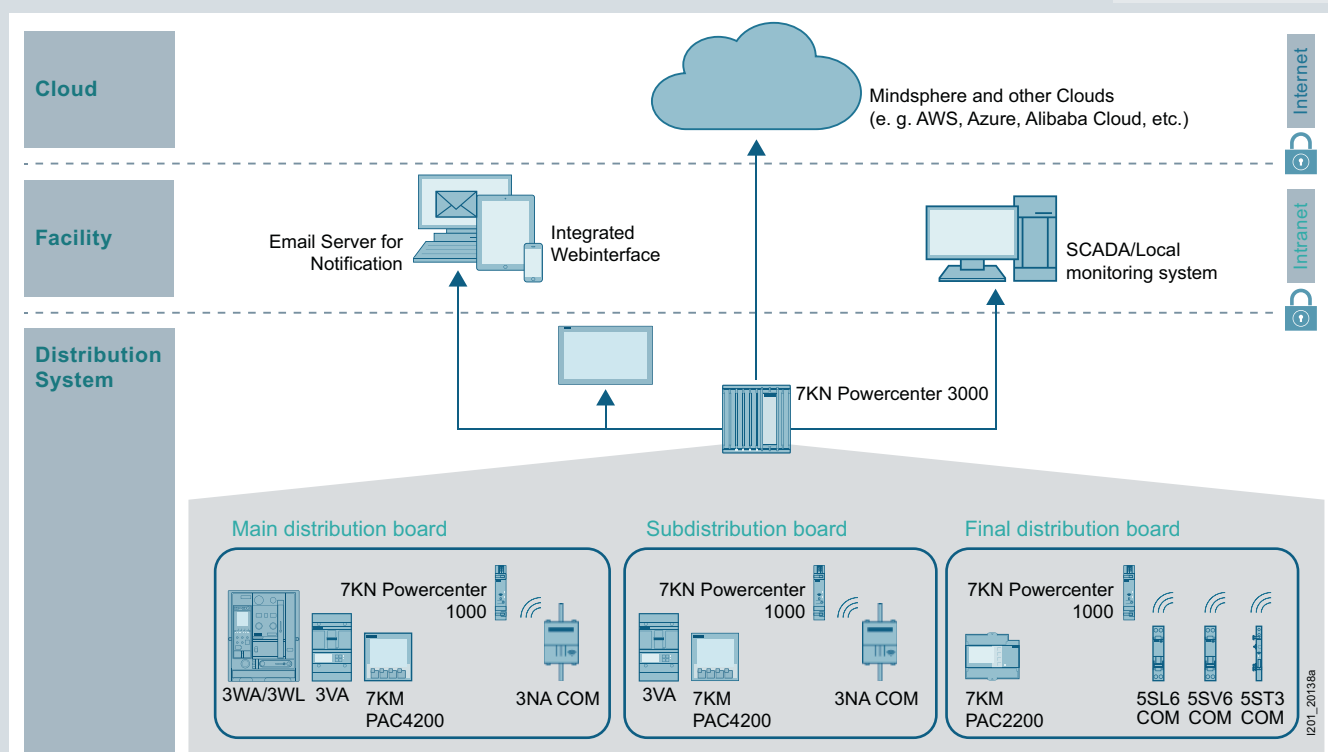 Cloud
Mindsphere and other Clouds
(e. g. AWS, Azure, Alibaba Cloud, etc.)
Internet
Facility
Email Server for
Notification
Integrated
Webinterface
SCADA/Local
monitoring system
Intranet
Distribution
System
7KN Powercenter 3000
Main distribution board
7KN Powercenter
1000
3WA/3WL
3VA
7KM
PAC4200
3NA COM
Subdistribution board
7KN Powercenter
1000
3VA
7KM
PAC4200
3NA COM
Final distribution board
7KN Powercenter
1000
7KM
PAC2200
5SL6
COM
5SV6
COM
5ST3
COM
I201_20138a